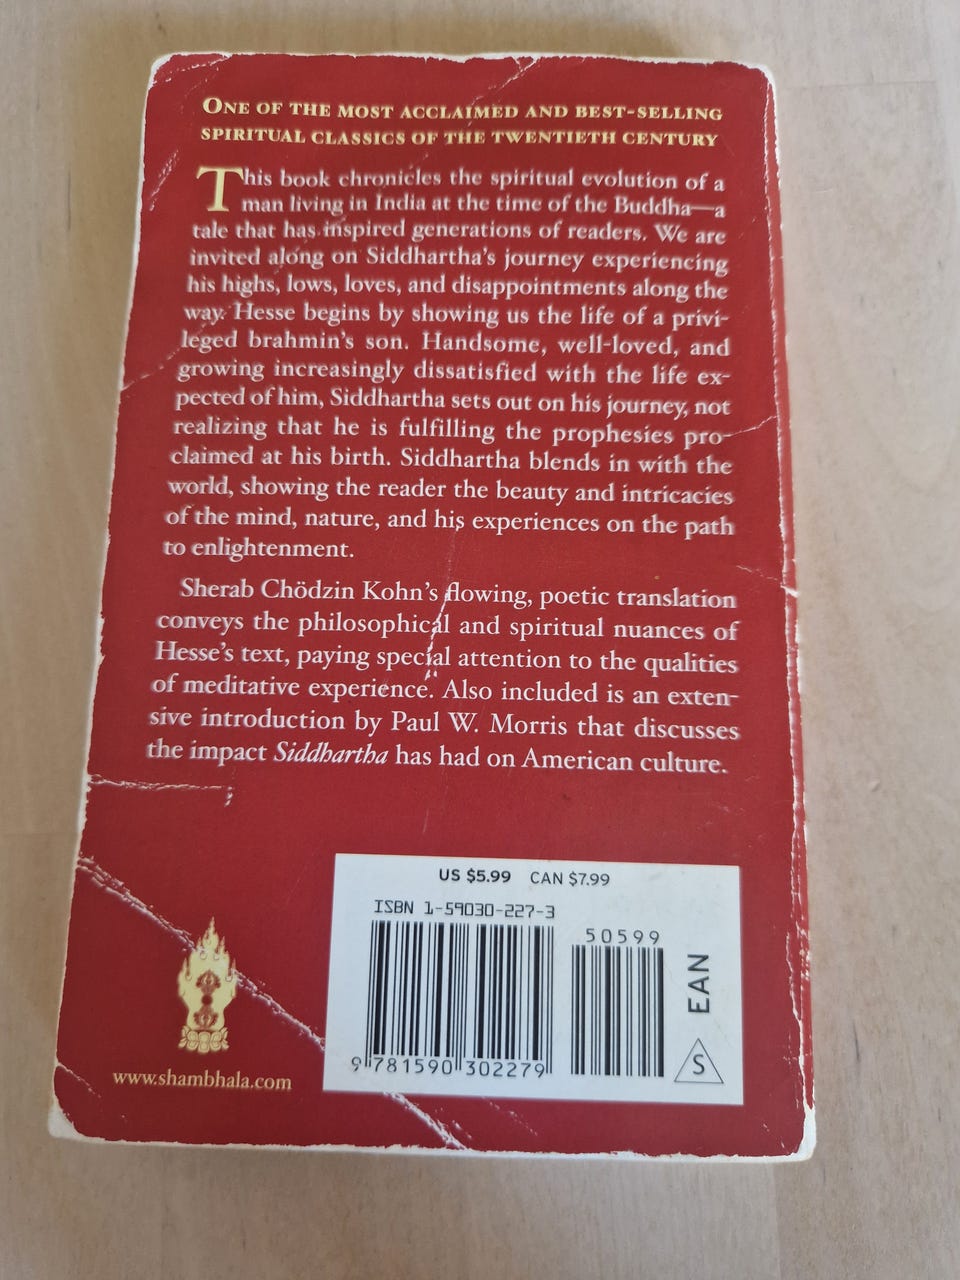 ONE OF THE MOST ACCLAIMED AND BEST-SELLING
SPIRITUAL CLASSICS OF THE TWENTIETH CENTURY
This book chronicles the spiritual evolution of a
man living in India at the time of the Buddha—a
tale that has inspired generations of readers. We are
invited along on Siddhartha's journey experiencing
his highs, lows, loves, and disappointments along the
way. Hesse begins by showing us the life of a privi-
leged brahmin's son. Handsome, well-loved, and
growing increasingly dissatisfied with the life ex-
pected of him, Siddhartha sets out on his journey, not
realizing that he is fulfilling the prophesies pro-
claimed at his birth. Siddhartha blends in with the
world, showing the reader the beauty and intricacies
of the mind, nature, and his experiences on the path
to enlightenment.
Sherab Chödzin Kohn's flowing, poetic translation
conveys the philosophical and spiritual nuances of
Hesse's text, paying special attention to the qualities
of meditative experience. Also included is an exten-
sive introduction by Paul W. Morris that discusses
the impact Siddhartha has had on American culture.
US $5.99 CAN $7.99
ISBN 1-59030-227-3
50599
9 781590 302279
EAN
S
www.shambhala.com